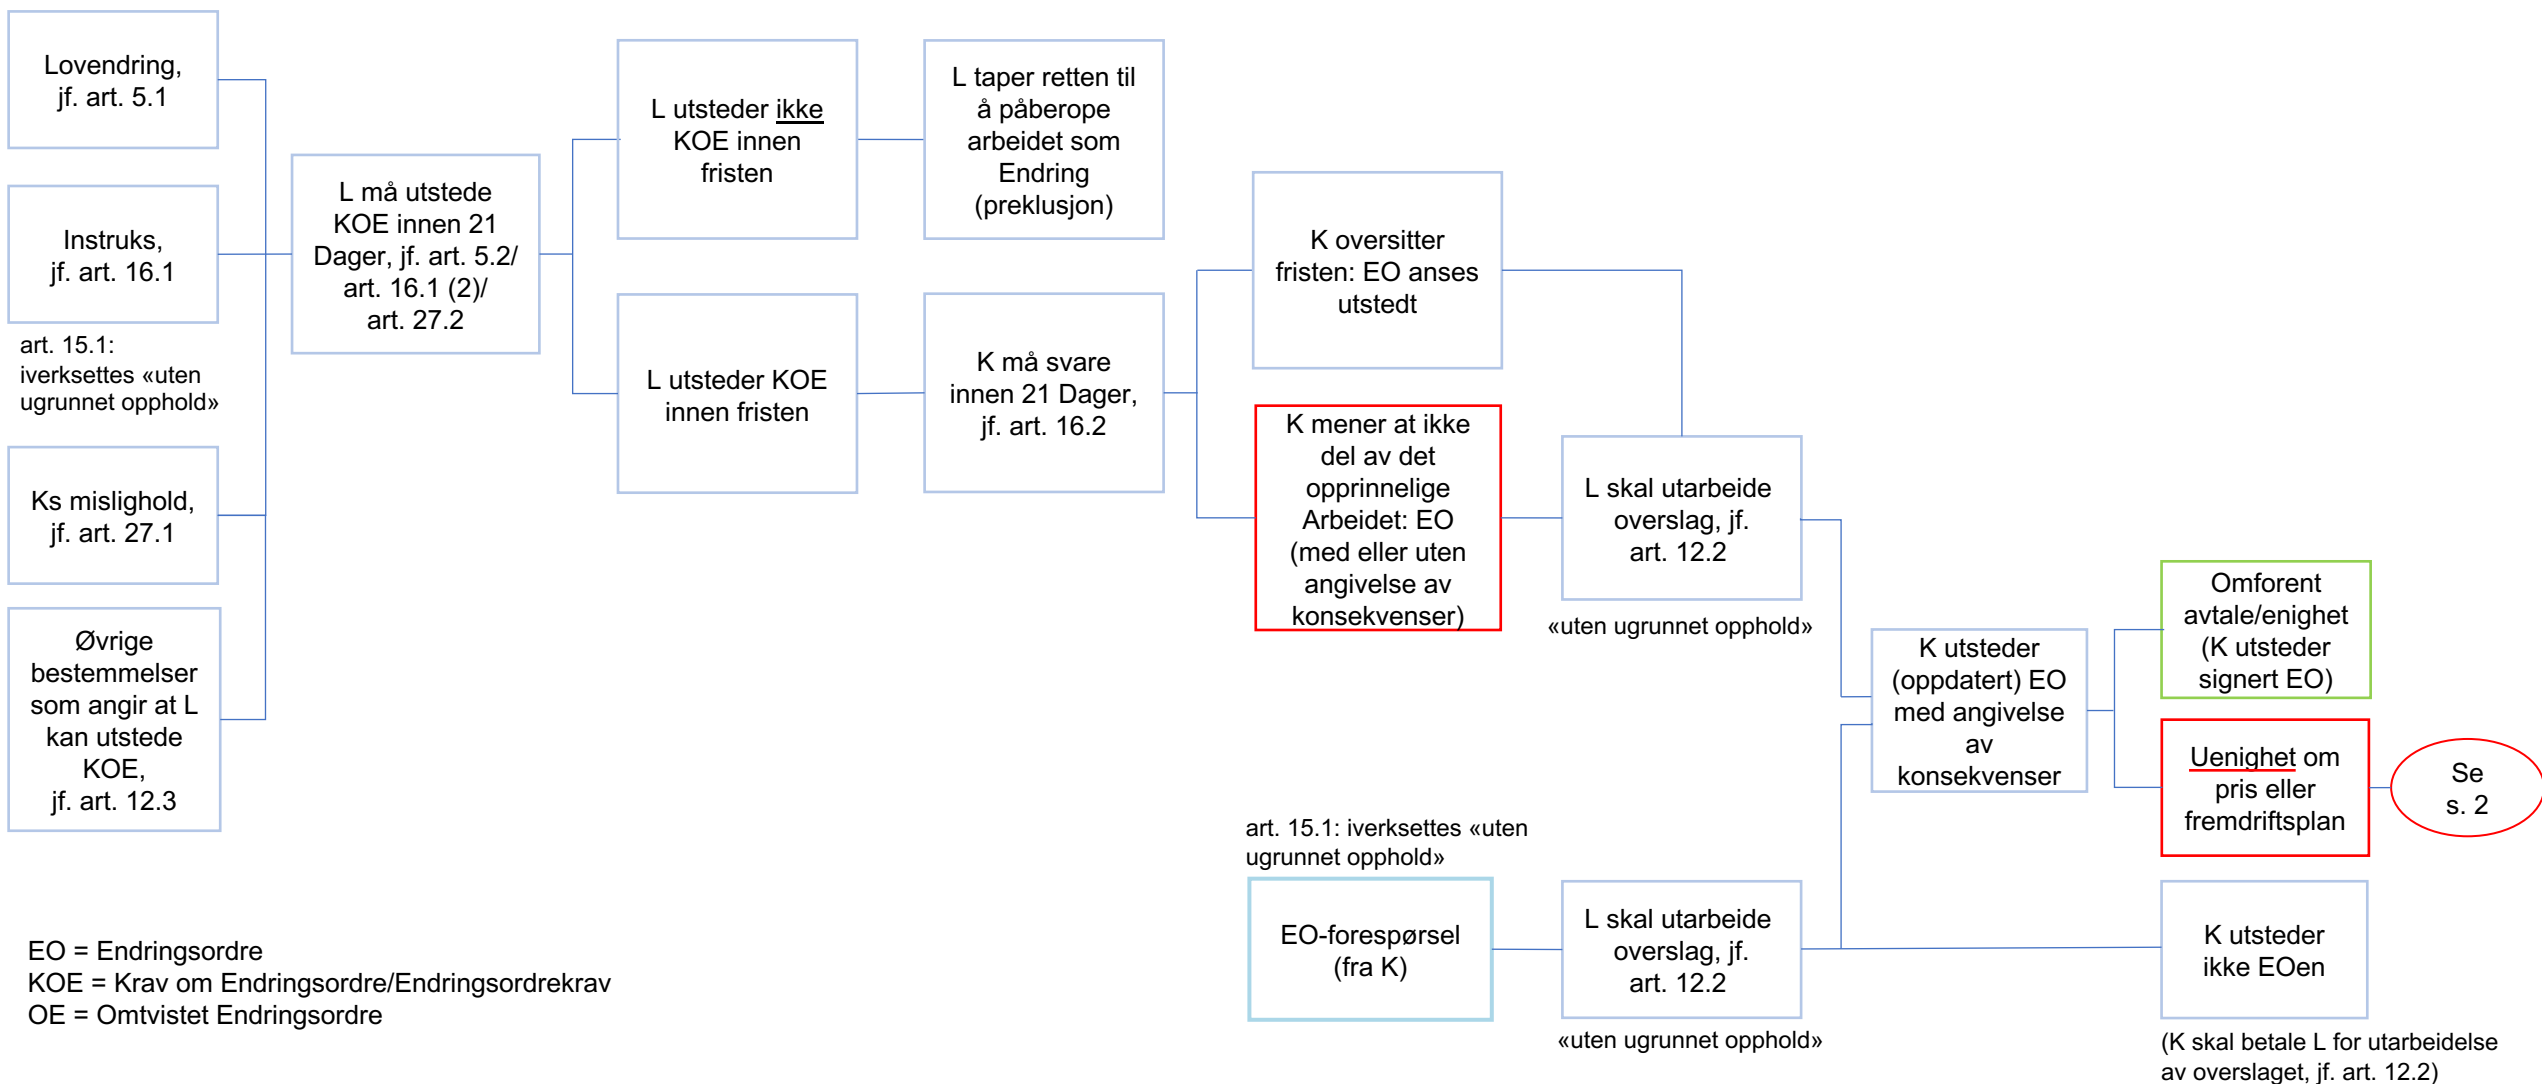 Lovendring,
jf. art. 5.1
Instruks,
jf. art. 16.1
art. 15.1:
iverksettes «uten
ugrunnet opphold»
Ks mislighold,
jf. art. 27.1
Øvrige
bestemmelser
som angir at L
kan utstede
KOE,
jf. art. 12.3
L må utstede
KOE innen 21
Dager, jf. art. 5.2/
art. 16.1 (2)/
art. 27.2
L utsteder ikke
KOE innen
fristen
L taper retten til
å påberope
arbeidet som
Endring
(preklusjon)
L utsteder KOE
innen fristen
K må svare
innen 21 Dager,
jf. art. 16.2
K oversitter
fristen: EO anses
utstedt
K mener at ikke
del av det
opprinnelige
Arbeidet: EO
(med eller uten
angivelse av
konsekvenser)
L skal utarbeide
overslag, jf.
art. 12.2
«uten ugrunnet opphold»
K utsteder
(oppdatert) EO
med angivelse
av
konsekvenser
Omforent
avtale/enighet
(K utsteder
signert EO)
Uenighet om
pris eller
fremdriftsplan
Se
s. 2
art. 15.1: iverksettes «uten
ugrunnet opphold»
EO-forespørsel
(fra K)
L skal utarbeide
overslag, jf.
art. 12.2
«uten ugrunnet opphold»
K utsteder
ikke EOen
(K skal betale L for utarbeidelse
av overslaget, jf. art. 12.2)
EO = Endringsordre
KOE = Krav om Endringsordre/Endringsordrekrav
OE = Omtvistet Endringsordre